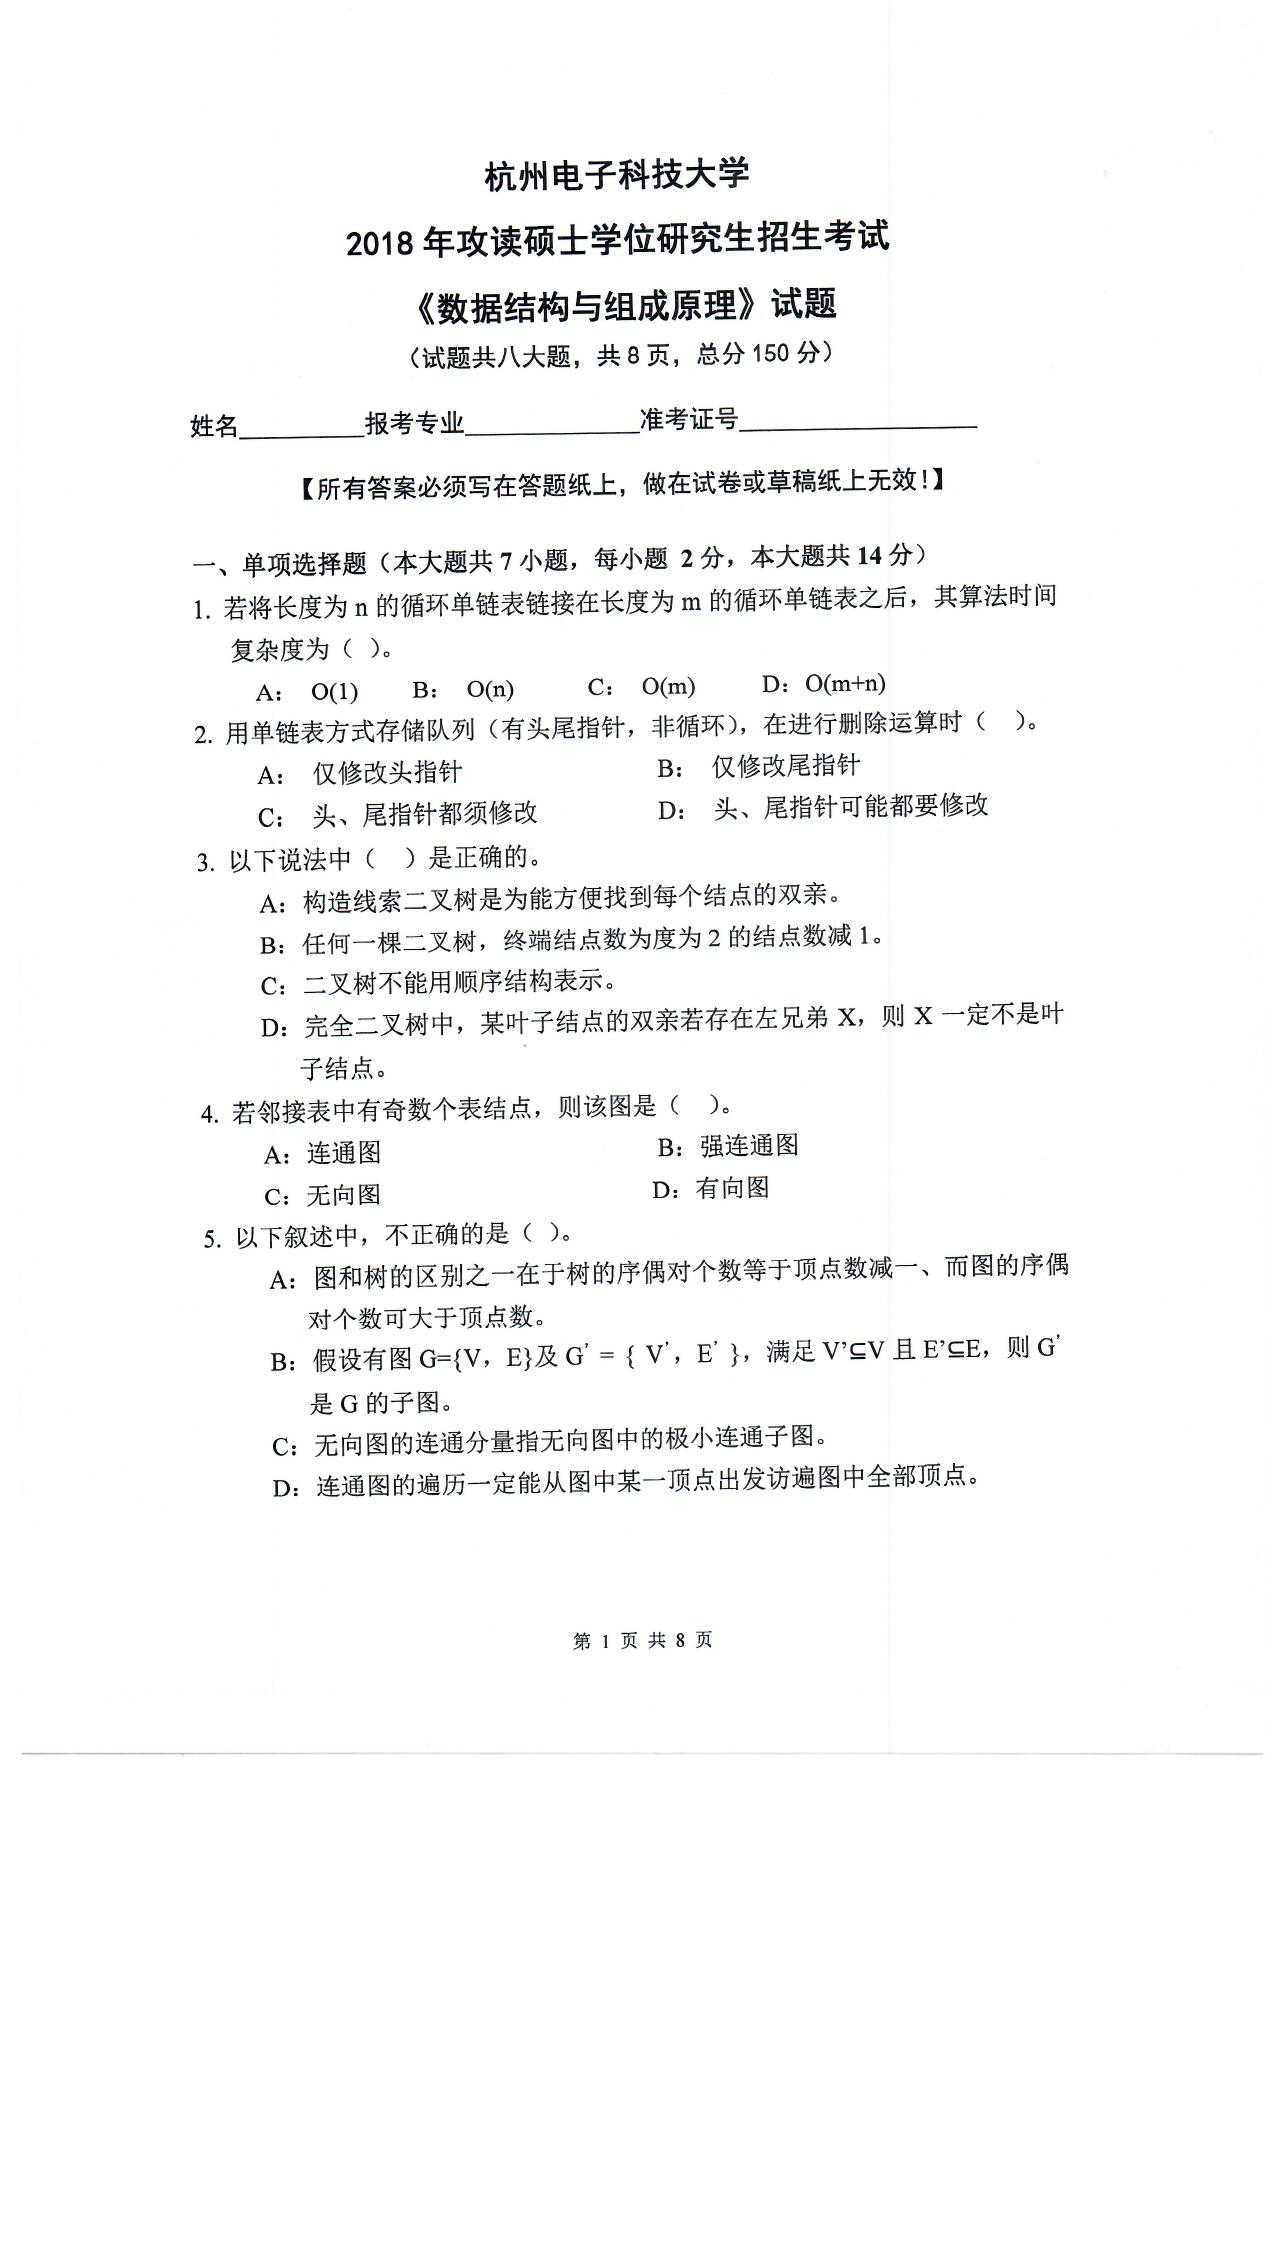 杭州电子科技大学
2018 年攻读硕士学位研究生招生考试
《数据结构与组成原理》试题
（试题共八大题，共 8 页，总分 150 分）
姓名__________报考专业______________准考证号___________________
【所有答案必须写在答题纸上，做在试卷或草稿纸上无效！】
一、单项选择题（本大题共 7 小题，每小题 2 分，本大题共 14 分）
1. 若将长度为 n 的循环单链表链接在长度为 m 的循环单链表之后，其算法时间
复杂度为（ ）。
A： O(1) B： O(n) C： O(m) D：O(m+n)
2. 用单链表方式存储队列（有头尾指针，非循环），在进行删除运算时（ ）。
A： 仅修改头指针 B： 仅修改尾指针
C： 头、尾指针都须修改 D： 头、尾指针可能都要修改
3. 以下说法中（ ）是正确的。
A：构造线索二叉树是为能方便找到每个结点的双亲。
B：任何一棵二叉树，终端结点数为度为 2 的结点数减 1。
C：二叉树不能用顺序结构表示。
D：完全二叉树中，某叶子结点的双亲若存在左兄弟 X，则 X 一定不是叶
子结点。
4. 若邻接表中有奇数个表结点，则该图是（ ）。
A：连通图 B：强连通图
C：无向图 D：有向图
5. 以下叙述中，不正确的是（ ）。
A：图和树的区别之一在于树的序偶对个数等于顶点数减一、而图的序偶
对个数可大于顶点数。
B：假设有图 G={V，E}及 G' = { V'，E' }，满足 V'⊆V 且 E'⊆E，则 G'
是 G 的子图。
C：无向图的连通分量指无向图中的极小连通子图。
D：连通图的遍历一定能从图中某一顶点出发访遍图中全部顶点。
第 1 页 共 8 页